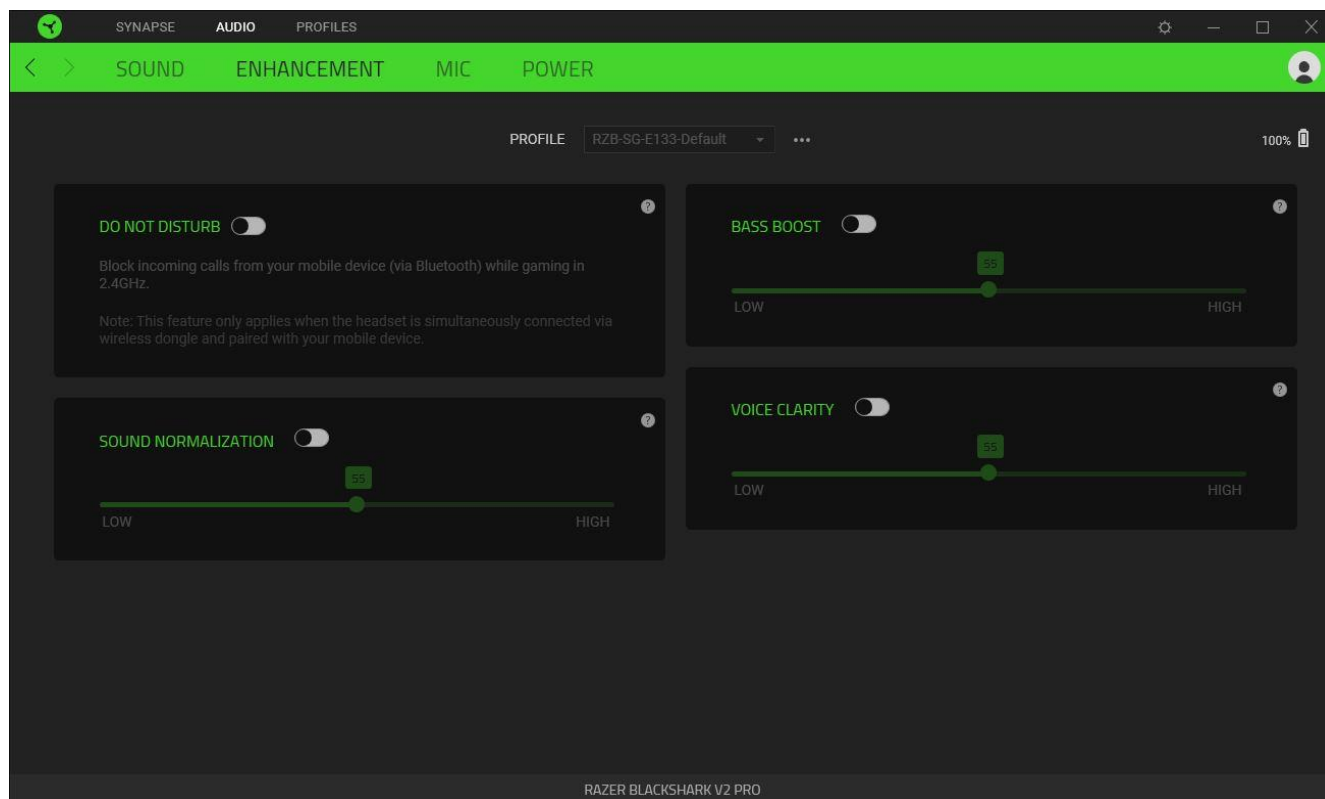 SYNAPSE AUDIO PROFILES
SOUND ENHANCEMENT MIC POWER
PROFILE RZB-SG-E133-Default
100%
DO NOT DISTURB
Block incoming calls from your mobile device (via Bluetooth) while gaming in
2.4GHz.
Note: This feature only applies when the headset is simultaneously connected via
wireless dongle and paired with your mobile device.
SOUND NORMALIZATION
55
LOW HIGH
BASS BOOST
55
LOW HIGH
VOICE CLARITY
55
LOW HIGH
RAZER BLACKSHARK V2 PRO